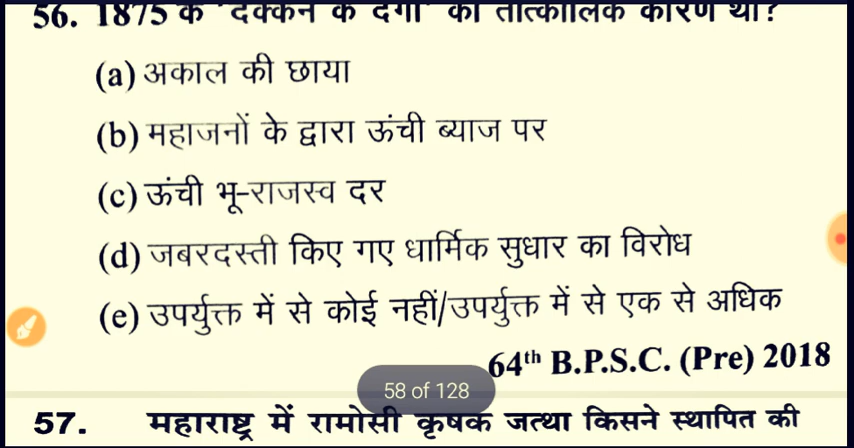 56. 1875 के 'दक्कन के दंगों' का तात्कालिक कारण था?
(a) अकाल की छाया
(b) महाजनों के द्वारा ऊंची ब्याज पर
(c) ऊंची भू-राजस्व दर
(d) जबरदस्ती किए गए धार्मिक सुधार का विरोध
(e) उपर्युक्त में से कोई नहीं/उपर्युक्त में से एक से अधिक
64th B.P.S.C. (Pre) 2018
58 of 128
57. महाराष्ट्र में रामोसी कृषक जत्था किसने स्थापित की